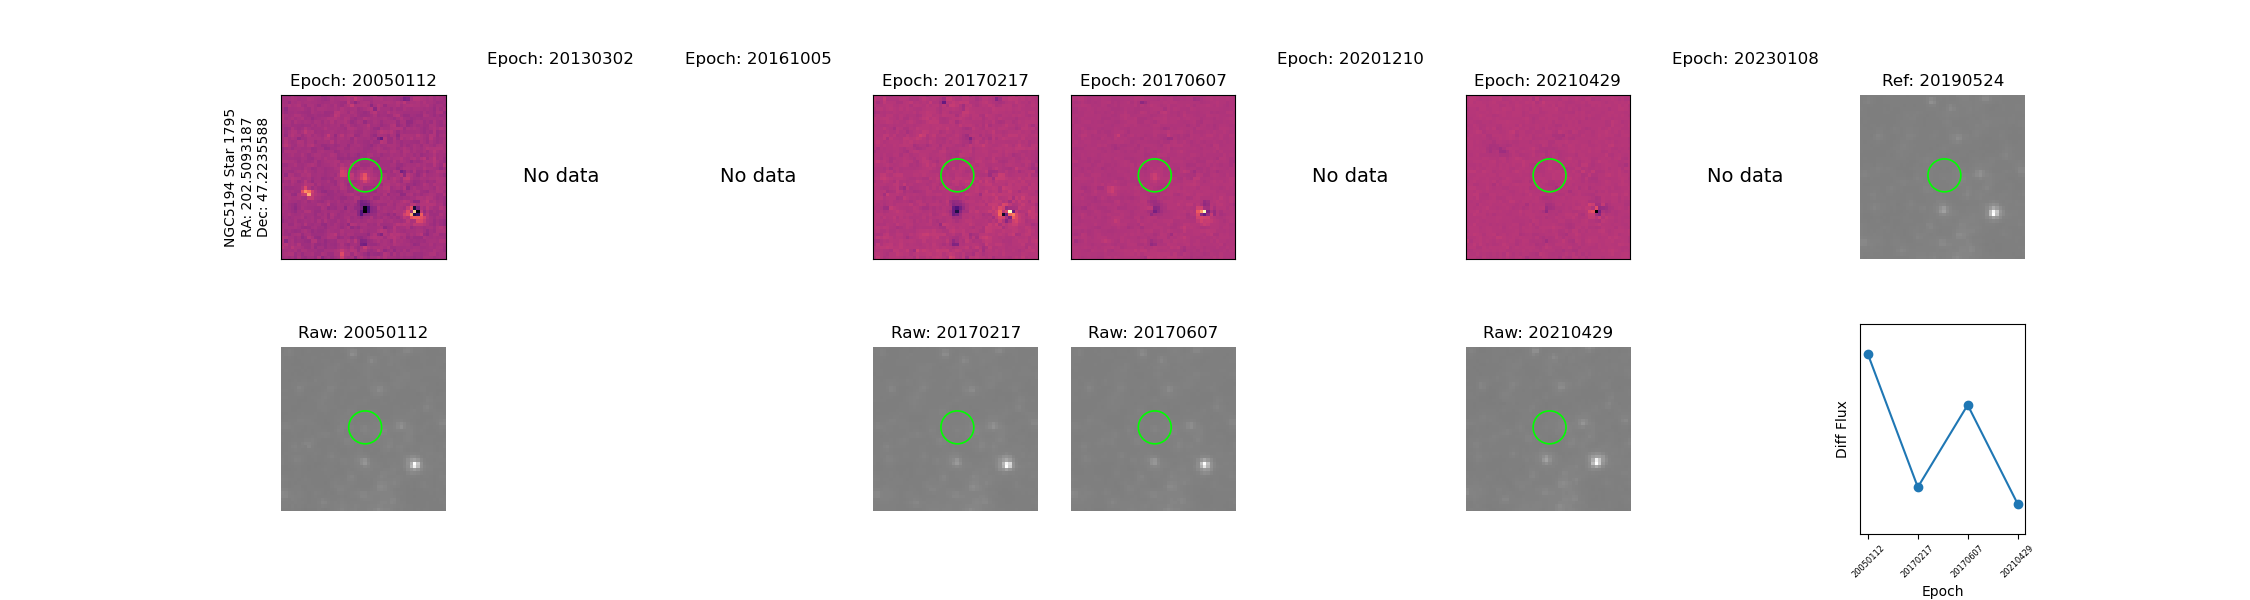 Epoch: 20050112
Epoch: 20130302
Epoch: 20161005
Epoch: 20170217
Epoch: 20170607
Epoch: 20201210
Epoch: 20210429
Epoch: 20230108
Ref: 20190524
NGC5194 Star 1795
RA: 202.5093187
Dec: 47.2235588
No data
No data
No data
No data
Raw: 20050112
Raw: 20170217
Raw: 20170607
Raw: 20210429
Diff Flux
20050112
20170217
20170607
20210429
Epoch